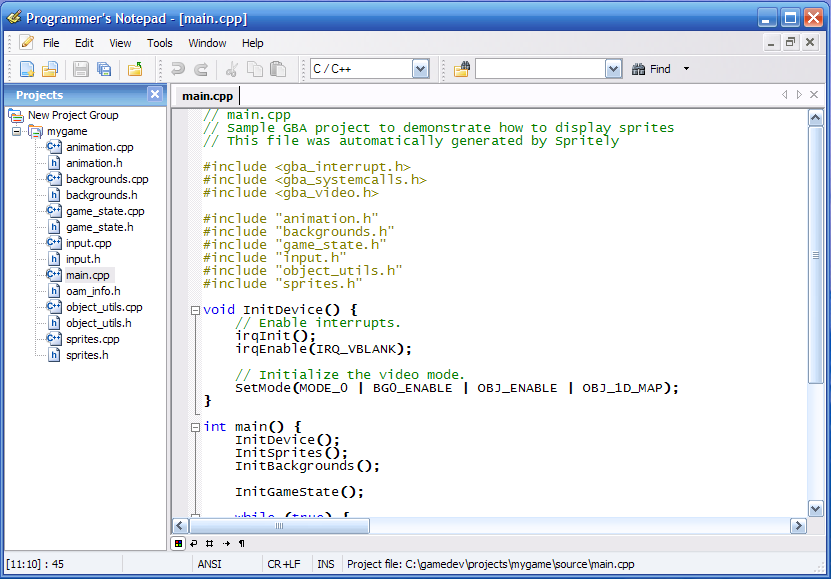 Programmer's Notepad - [main.cpp]
File Edit View Tools Window Help
C / C++ Find
Projects
New Project Group
mygame
animation.cpp
animation.h
backgrounds.cpp
backgrounds.h
game_state.cpp
game_state.h
input.cpp
input.h
main.cpp
oam_info.h
object_utils.cpp
object_utils.h
sprites.cpp
sprites.h
main.cpp
// main.cpp
// Sample GBA project to demonstrate how to display sprites
// This file was automatically generated by Spritely
#include <gba_interrupt.h>
#include <gba_systemcalls.h>
#include <gba_video.h>
#include "animation.h"
#include "backgrounds.h"
#include "game_state.h"
#include "input.h"
#include "object_utils.h"
#include "sprites.h"
void InitDevice() {
// Enable interrupts.
irqInit();
irqEnable(IRQ_VBLANK);
// Initialize the video mode.
SetMode(MODE_0 | BG0_ENABLE | OBJ_ENABLE | OBJ_1D_MAP);
}
int main() {
InitDevice();
InitSprites();
InitBackgrounds();
InitGameState();
while (true) {
[11:10] : 45 ANSI CR+LF INS Project file: C:\gamedev\projects\mygame\source\main.cpp